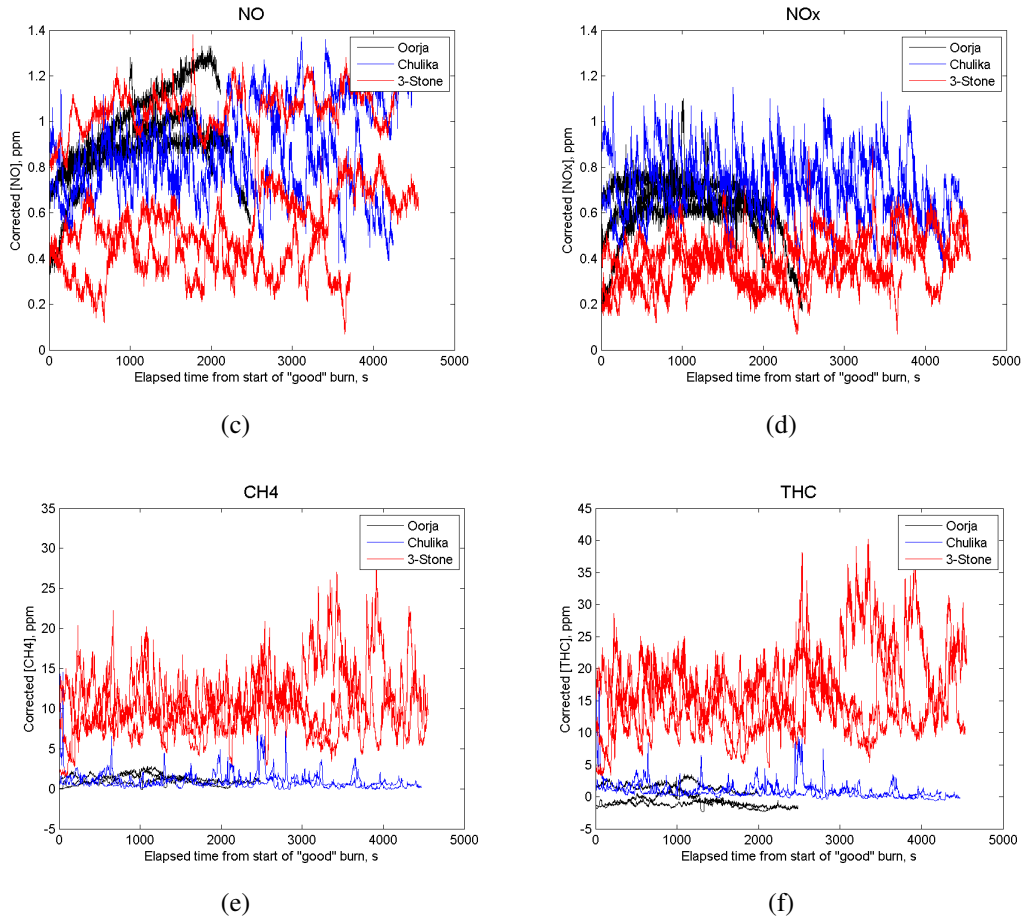 NO
Corrected [NO], ppm
1.4
1.2
1
0.8
0.6
0.4
0.2
0
Oorja
Chulika
3-Stone
0 1000 2000 3000 4000 5000
Elapsed time from start of "good" burn, s
(c)
NOx
Corrected [NOx], ppm
1.4
1.2
1
0.8
0.6
0.4
0.2
0
Oorja
Chulika
3-Stone
0 1000 2000 3000 4000 5000
Elapsed time from start of "good" burn, s
(d)
CH4
Corrected [CH4], ppm
35
30
25
20
15
10
5
0
-5
Oorja
Chulika
3-Stone
0 1000 2000 3000 4000 5000
Elapsed time from start of "good" burn, s
(e)
THC
Corrected [THC], ppm
45
40
35
30
25
20
15
10
5
0
-5
Oorja
Chulika
3-Stone
0 1000 2000 3000 4000 5000
Elapsed time from start of "good" burn, s
(f)